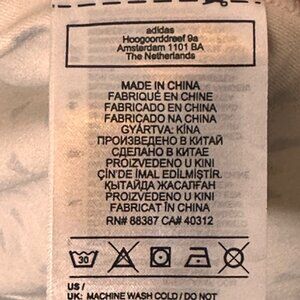 adidas
Hoogoorddreef 9a
Amsterdam 1101 BA
The Netherlands
MADE IN CHINA
FABRIQUÉ EN CHINE
FABRICADO EN CHINA
FABRICADO NA CHINA
GYÁRTVA: KÍNA
ПРОИЗВЕДЕНО В КИТАЙ
СДЕЛАНО В КИТАЕ
PROIZVEDENO U KINI
ÇİN'DE İMAL EDİLMİŞTİR.
ҚЫТАЙДА ЖАСАЛҒАН
PROIZVEDENO U KINI
FABRICAT ÎN CHINA
RN# 88387 CA# 40312
30
US /
UK: MACHINE WASH COLD / DO NOT